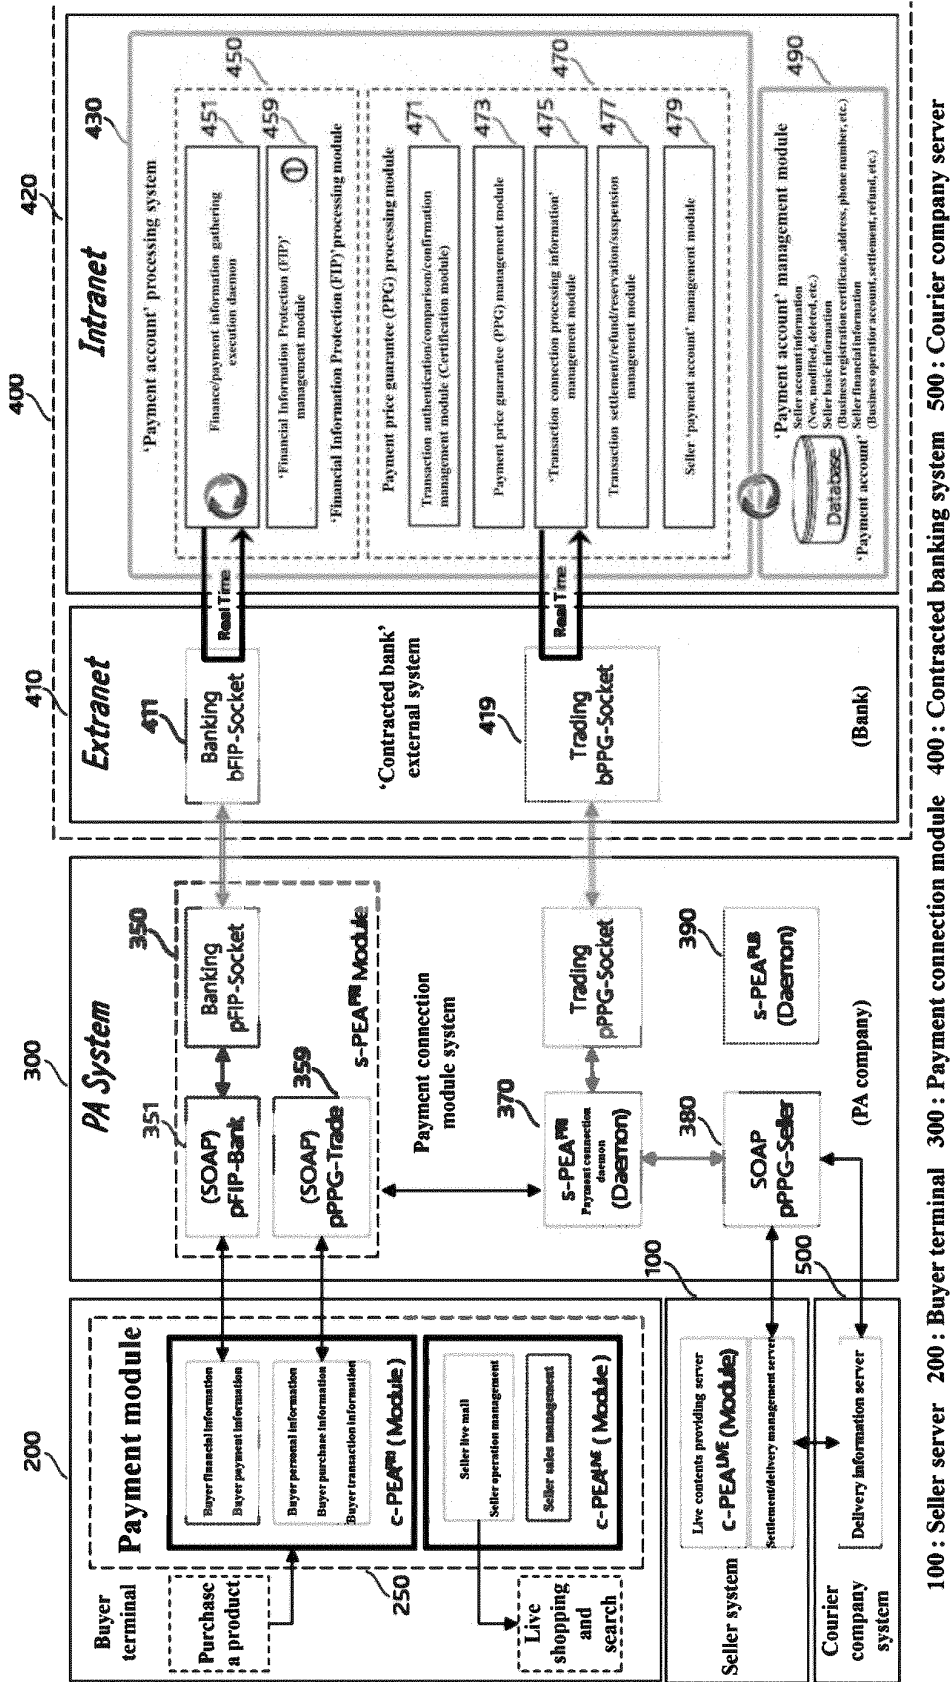 200
Buyer
terminal
Payment module
Purchase
a product
Buyer financial information
Buyer payment information
Buyer personal information
Buyer purchase information
Buyer transaction information
C-PEAPRI (Module)
250
Live
shopping
and
search
Seller live mall
Seller operation management
Seller sales management
C-PEALIVE (Module)
100
Seller system
Live contents providing server
C-PEALIVE (Module)
Settlement/delivery management server
500
Courier
company
system
Delivery information server
300
PA System
351
(SOAP)
pFIP-Bank
350
Banking
pFIP-Socket
(SOAP)
pPPG-Trade
359
s-PEAPRI Module
Payment connection
module system
370
s-PEAPRI
Payment connection
daemon
(Daemon)
Trading
pPPG-Socket
380
SOAP
pPPG-Seller
390
s-PEAPUB
(Daemon)
(PA company)
400
410
Extranet
411
Banking
bFIP-Socket
Real Time
'Contracted bank'
external system
419
Trading
bPPG-Socket
Real Time
(Bank)
420
Intranet
430
'Payment account' processing system
450
451
Finance/payment information gathering
execution daemon
459
'Financial Information Protection (FIP)'
management module
1
'Financial Information Protection (FIP)'processing module
470
Payment price guarantee (PPG) processing module
471
Transaction authentication/comparison/confirmation
management module (Certification module)
473
Payment price guarantee (PPG) management module
475
'Transaction connection processing information'
management module
477
Transaction settlement/refund/reservation/suspension
management module
479
Seller 'payment account' management module
490
'Payment account' management module
Database
'Payment account'
Seller account information
(New, modified, deleted, etc.)
Seller basic information
(Business registration certificate, address, phone number, etc.)
Seller financial information
(Business operation account, settlement, refund, etc.)
100 : Seller server 200 : Buyer terminal 300 : Payment connection module 400 : Contracted banking system 500 : Courier company server